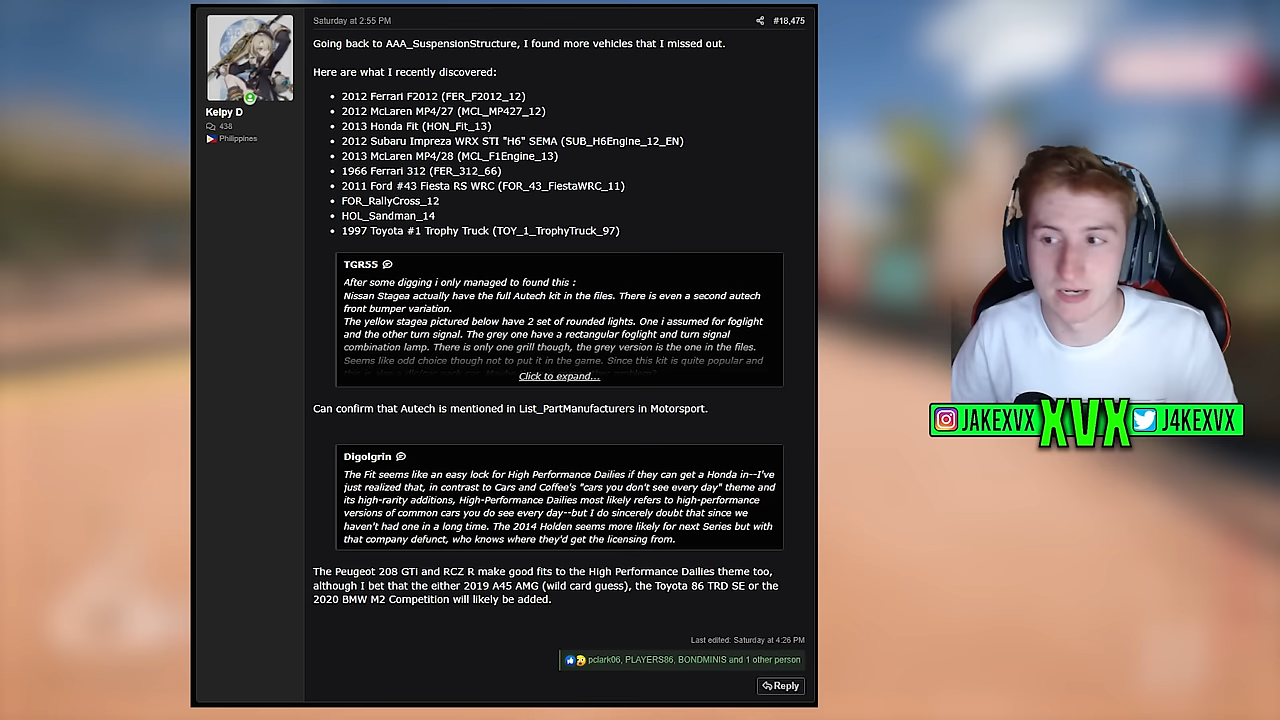 Saturday at 2:55 PM
#18,475
Kelpy D
438
Philippines
Going back to AAA_SuspensionStructure, I found more vehicles that I missed out.
Here are what I recently discovered:
2012 Ferrari F2012 (FER_F2012_12)
2012 McLaren MP4/27 (MCL_MP427_12)
2013 Honda Fit (HON_Fit_13)
2012 Subaru Impreza WRX STI "H6" SEMA (SUB_H6Engine_12_EN)
2013 McLaren MP4/28 (MCL_F1Engine_13)
1966 Ferrari 312 (FER_312_66)
2011 Ford #43 Fiesta RS WRC (FOR_43_FiestaWRC_11)
FOR_RallyCross_12
HOL_Sandman_14
1997 Toyota #1 Trophy Truck (TOY_1_TrophyTruck_97)
TGR55
After some digging i only managed to found this :
Nissan Stagea actually have the full Autech kit in the files. There is even a second autech
front bumper variation.
The yellow stagea pictured below have 2 set of rounded lights. One i assumed for foglight
and the other turn signal. The grey one have a rectangular foglight and turn signal
combination lamp. There is only one grill though, the grey version is the one in the files.
Seems like odd choice though not to put it in the game. Since this kit is quite popular and
Click to expand...
Can confirm that Autech is mentioned in List_PartManufacturers in Motorsport.
Digolgrin
The Fit seems like an easy lock for High Performance Dailies if they can get a Honda in--I've
just realized that, in contrast to Cars and Coffee's "cars you don't see every day" theme and
its high-rarity additions, High-Performance Dailies most likely refers to high-performance
versions of common cars you do see every day--but I do sincerely doubt that since we
haven't had one in a long time. The 2014 Holden seems more likely for next Series but with
that company defunct, who knows where they'd get the licensing from.
The Peugeot 208 GTi and RCZ R make good fits to the High Performance Dailies theme too,
although I bet that the either 2019 A45 AMG (wild card guess), the Toyota 86 TRD SE or the
2020 BMW M2 Competition will likely be added.
Last edited: Saturday at 4:26 PM
pclark06, PLAYERS86, BONDMINIS and 1 other person
Reply
JAKEXVX XVX J4KEXVX